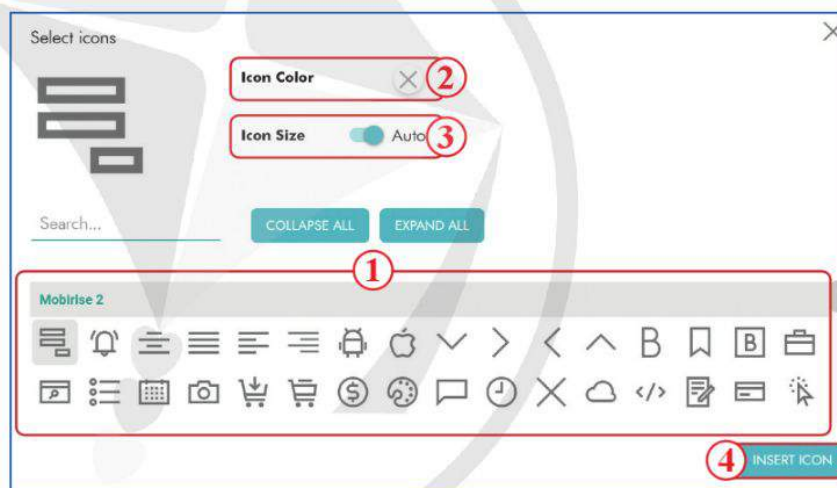 Select icons
Icon Color
2
Icon Size
Auto
3
Search...
COLLAPSE ALL
EXPAND ALL
1
Mobirise 2
B
B
$
</>
4
INSERT ICON